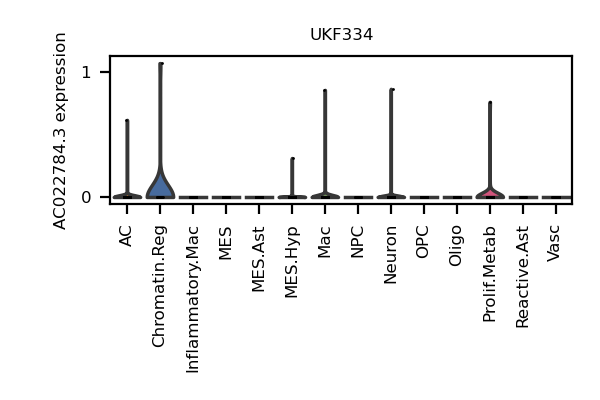 UKF334
AC022784.3 expression
1
0
AC
Chromatin.Reg
Inflammatory.Mac
MES
MES.Ast
MES.Hyp
Mac
NPC
Neuron
OPC
Oligo
Prolif.Metab
Reactive.Ast
Vasc